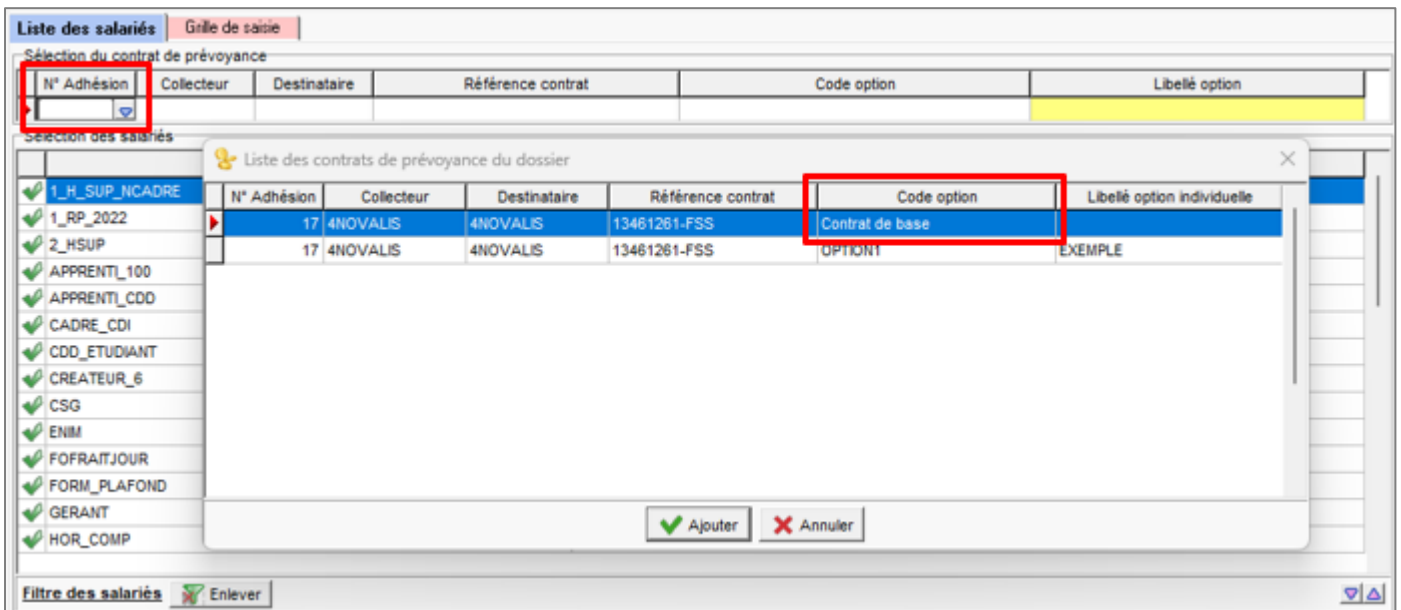 Liste des salariés Grille de saisie
Sélection du contrat de prévoyance
N° Adhésion Collecteur Destinataire Référence contrat Code option Libellé option
Sélection des salariés
Liste des contrats de prévoyance du dossier
N° Adhésion Collecteur Destinataire Référence contrat Code option Libellé option individuelle
17 4NOVALIS 4NOVALIS 13461261-FSS Contrat de base
17 4NOVALIS 4NOVALIS 13461261-FSS OPTION1 EXEMPLE
1_H_SUP_NCADRE
1_RP_2022
2_HSUP
APPRENTI_100
APPRENTI_CDD
CADRE_CDI
CDD_ETUDIANT
CREATEUR_6
CSG
ENIM
FOFRAITJOUR
FORM_PLAFOND
GERANT
HOR_COMP
Ajouter Annuler
Filtre des salariés Enlever